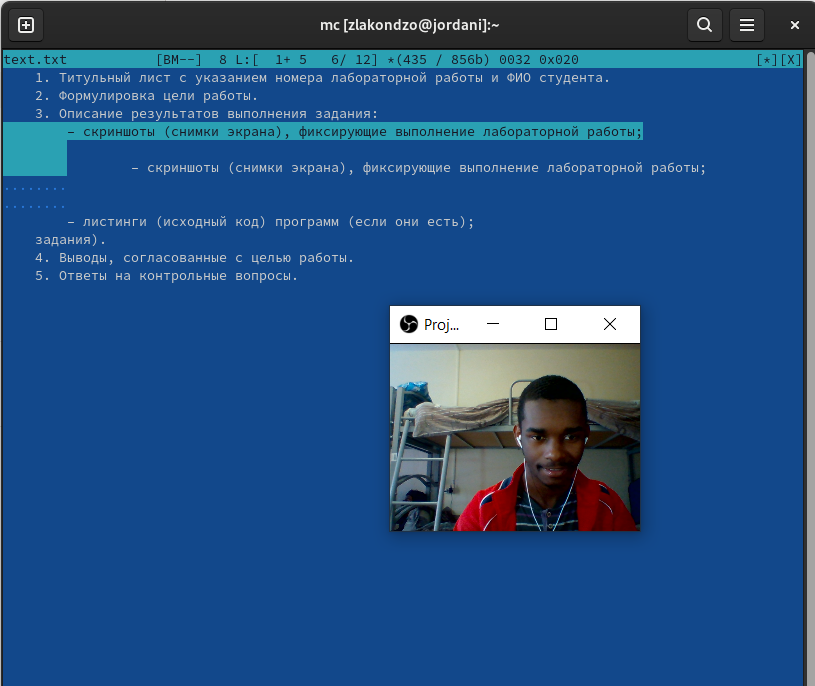 mc [zlakondzo@jordani]:~
text.txt [BM--] 8 L:[ 1+ 5 6/ 12] *(435 / 856b) 0032 0x020 [*][X]
1. Титульный лист с указанием номера лабораторной работы и ФИО студента.
2. Формулировка цели работы.
3. Описание результатов выполнения задания:
– скриншоты (снимки экрана), фиксирующие выполнение лабораторной работы;
– скриншоты (снимки экрана), фиксирующие выполнение лабораторной работы;
........
........
– листинги (исходный код) программ (если они есть);
задания).
4. Выводы, согласованные с целью работы.
5. Ответы на контрольные вопросы.
Proj...